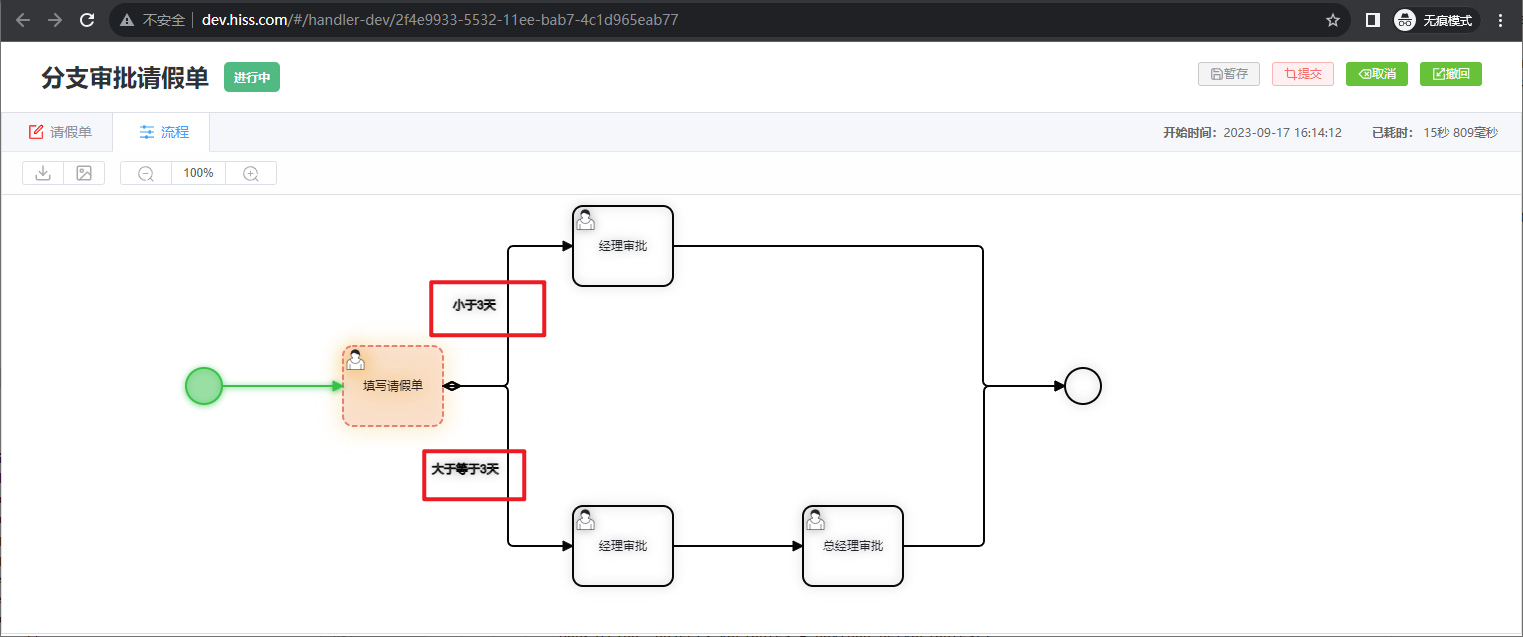 不安全 dev.hiss.com/#/handler-dev/2f4e9933-5532-11ee-bab7-4c1d965eab77 无痕模式
分支审批请假单 进行中 暂存 提交 取消 撤回
请假单 流程 开始时间： 2023-09-17 16:14:12 已耗时： 15秒 809毫秒
100%
经理审批
小于3天
填写请假单
大于等于3天
经理审批 总经理审批